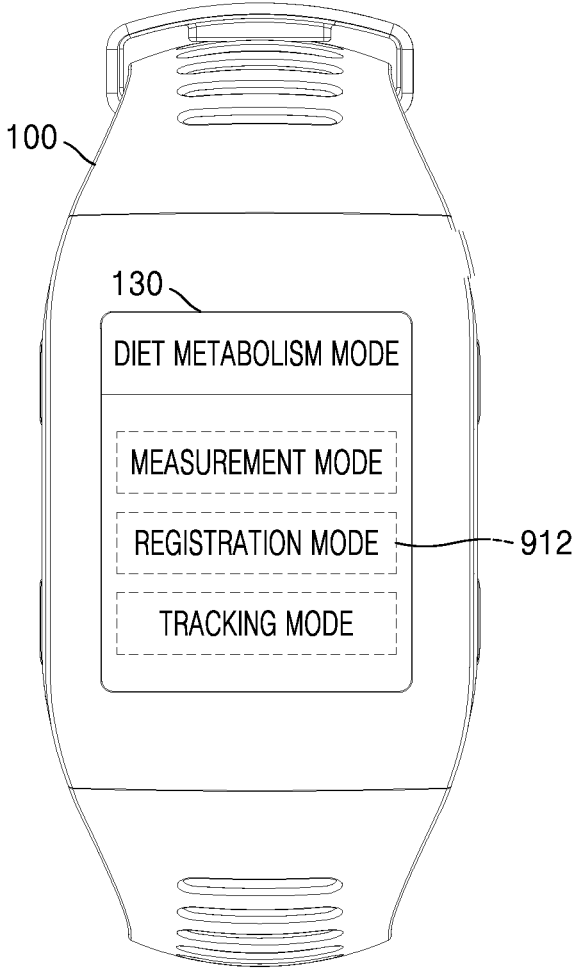 100
130
DIET METABOLISM MODE
MEASUREMENT MODE
REGISTRATION MODE
912
TRACKING MODE